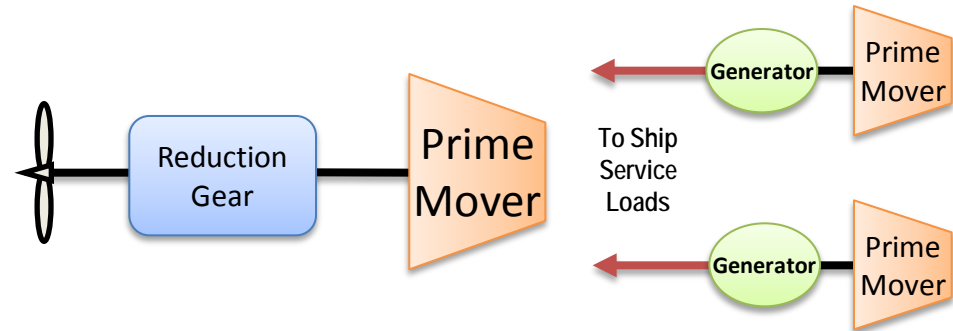 Reduction
Gear
Prime
Mover
To Ship
Service
Loads
Generator
Prime
Mover
Generator
Prime
Mover